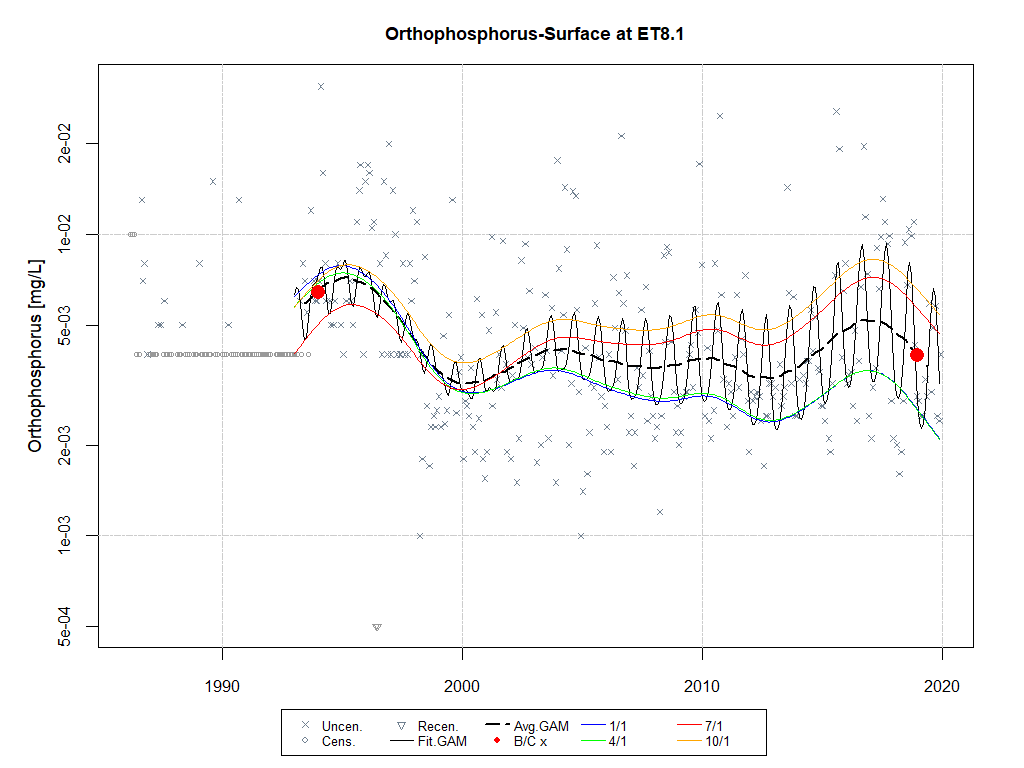 Orthophosphorus-Surface at ET8.1
Orthophosphorus [mg/L]
2e-02
1e-02
5e-03
2e-03
1e-03
5e-04
1990
2000
2010
2020
Uncen. Recen. Avg.GAM 1/1 7/1
Cens. Fit.GAM B/C x 4/1 10/1